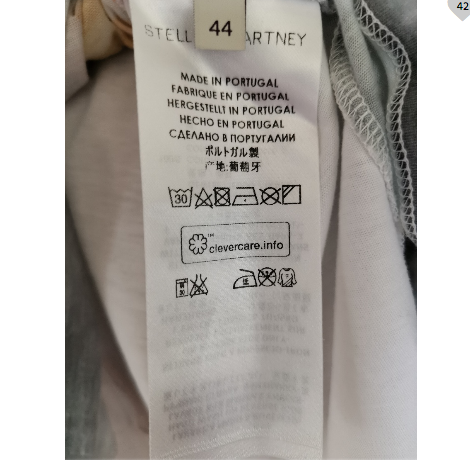 42
44
STELL ARTNEY
MADE IN PORTUGAL
FABRIQUE EN PORTUGAL
HERGESTELLT IN PORTUGAL
HECHO EN PORTUGAL
СДЕЛАНО В ПОРТУГАЛИИ
ポルトガル製
产地:葡萄牙
30
clevercare.info